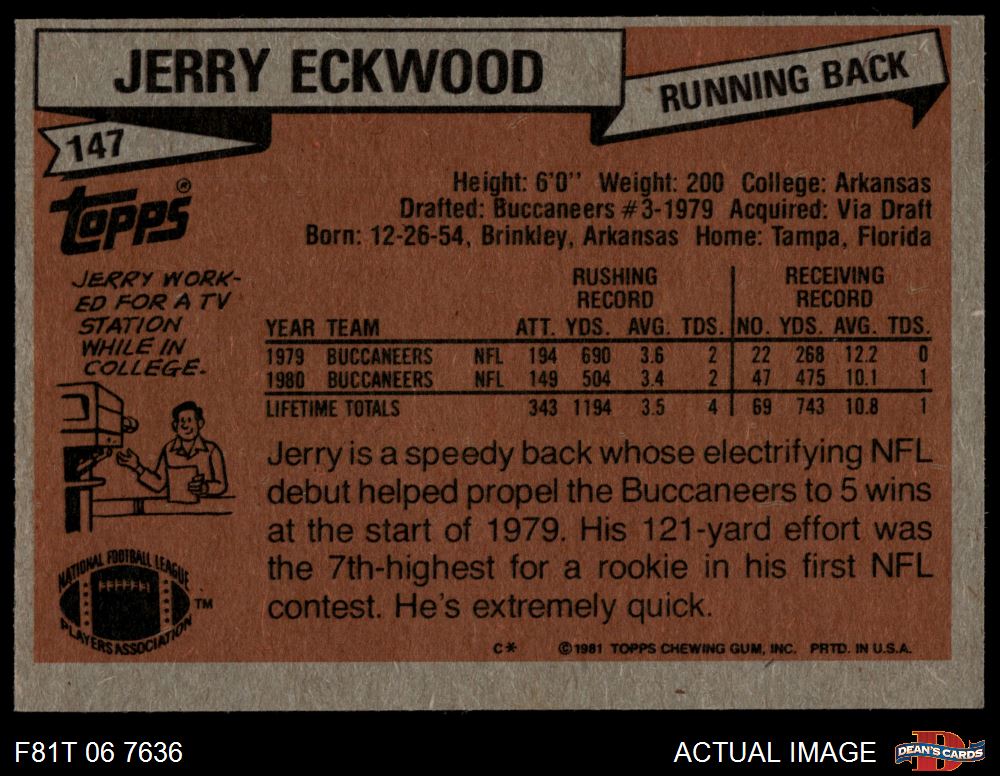 JERRY ECKWOOD
RUNNING BACK
147
Topps®
Height: 6'0" Weight: 200 College: Arkansas
Drafted: Buccaneers #3-1979 Acquired: Via Draft
Born: 12-26-54, Brinkley, Arkansas Home: Tampa, Florida
JERRY WORK-
ED FOR A TV
STATION
WHILE IN
COLLEGE.
RUSHING RECEIVING
RECORD RECORD
YEAR TEAM ATT. YDS. AVG. TDS. NO. YDS. AVG. TDS.
1979 BUCCANEERS NFL 194 690 3.6 2 22 268 12.2 0
1980 BUCCANEERS NFL 149 504 3.4 2 47 475 10.1 1
LIFETIME TOTALS 343 1194 3.5 4 69 743 10.8 1
Jerry is a speedy back whose electrifying NFL
debut helped propel the Buccaneers to 5 wins
at the start of 1979. His 121-yard effort was
the 7th-highest for a rookie in his first NFL
contest. He's extremely quick.
NATIONAL FOOTBALL LEAGUE
PLAYERS ASSOCIATION
TM
C* ©1981 TOPPS CHEWING GUM, INC. PRTD. IN U.S.A.
F81T 06 7636
ACTUAL IMAGE
D
DEAN'S CARDS